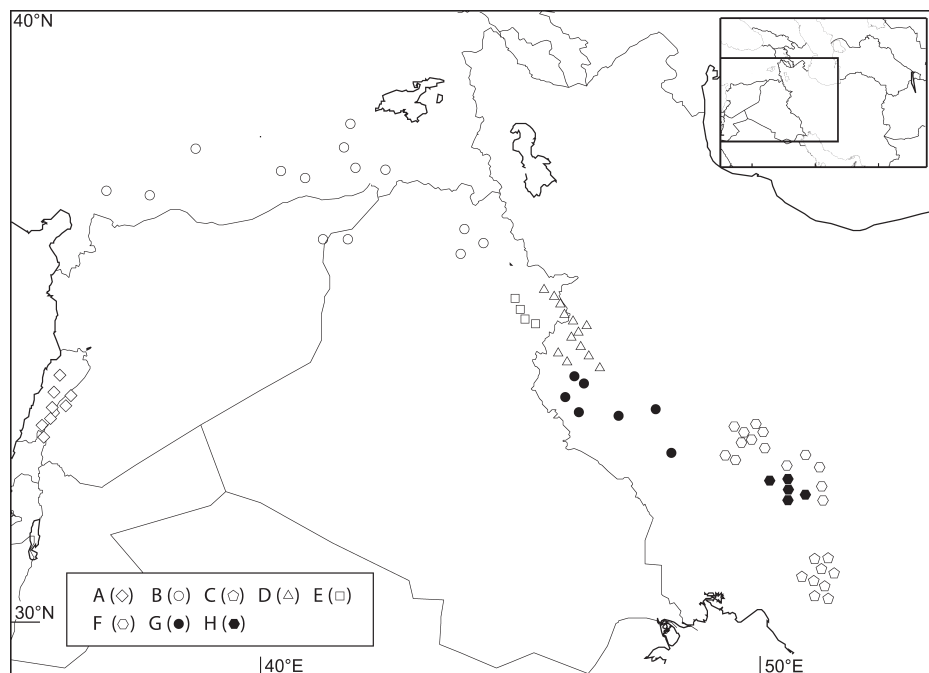 40°N
A (◇) B (○) C (⬠) D (△) E (□)
F (⬡) G (●) H (⬢)
30°N
40°E
50°E